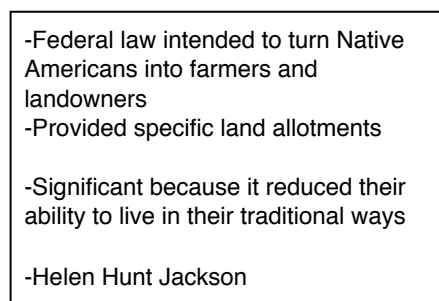 -Federal law intended to turn Native
Americans into farmers and
landowners
-Provided specific land allotments
-Significant because it reduced their
ability to live in their traditional ways
-Helen Hunt Jackson